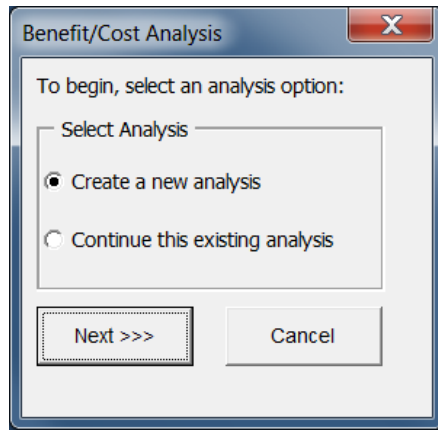 Benefit/Cost Analysis
To begin, select an analysis option:
Select Analysis
Create a new analysis
Continue this existing analysis
Next >>>
Cancel